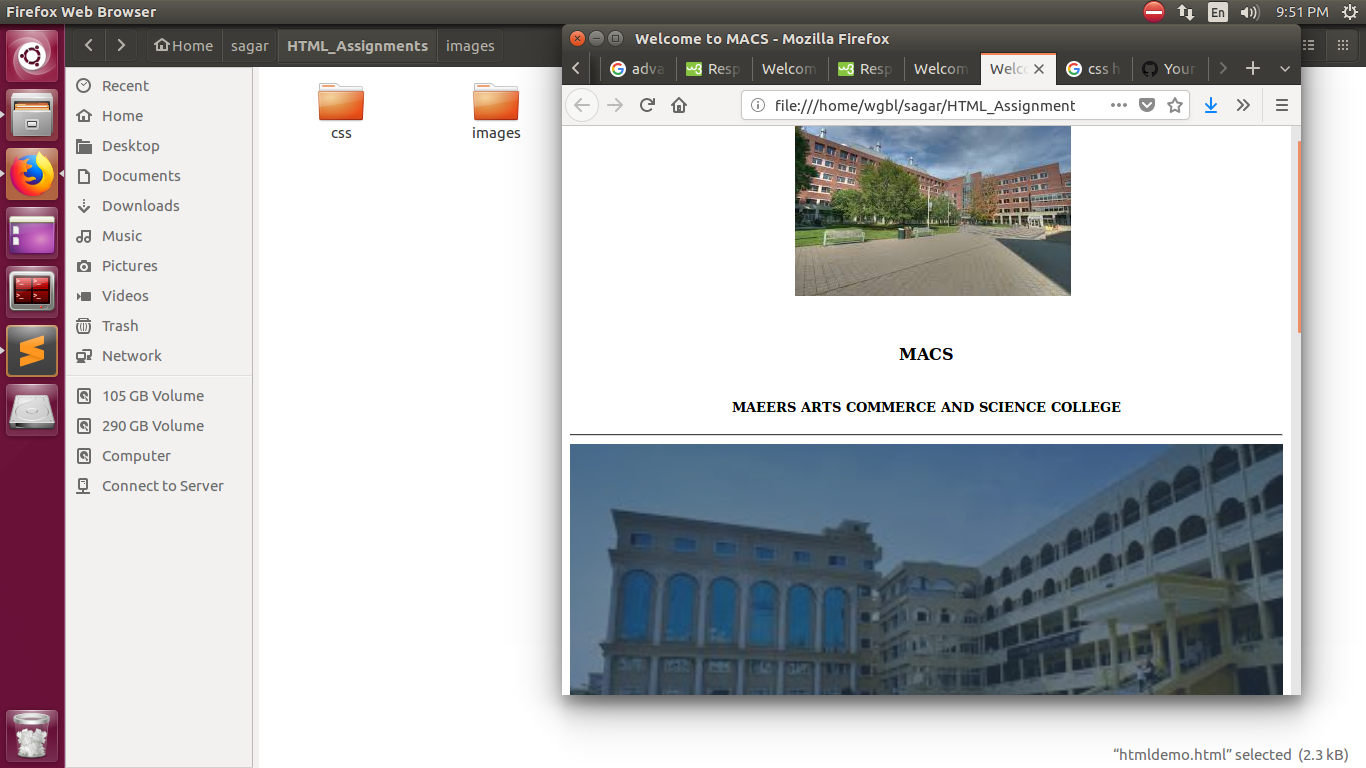 Firefox Web Browser
En
9:51 PM
Home
sagar
HTML_Assignments
images
Recent
Home
Desktop
Documents
Downloads
Music
Pictures
Videos
Trash
Network
105 GB Volume
290 GB Volume
Computer
Connect to Server
css
images
Welcome to MACS - Mozilla Firefox
adva
Resp
Welcom
Resp
Welcom
Welc
css h
Your
file:///home/wgbl/sagar/HTML_Assignment
MACS
MAEERS ARTS COMMERCE AND SCIENCE COLLEGE
“htmldemo.html” selected (2.3 kB)